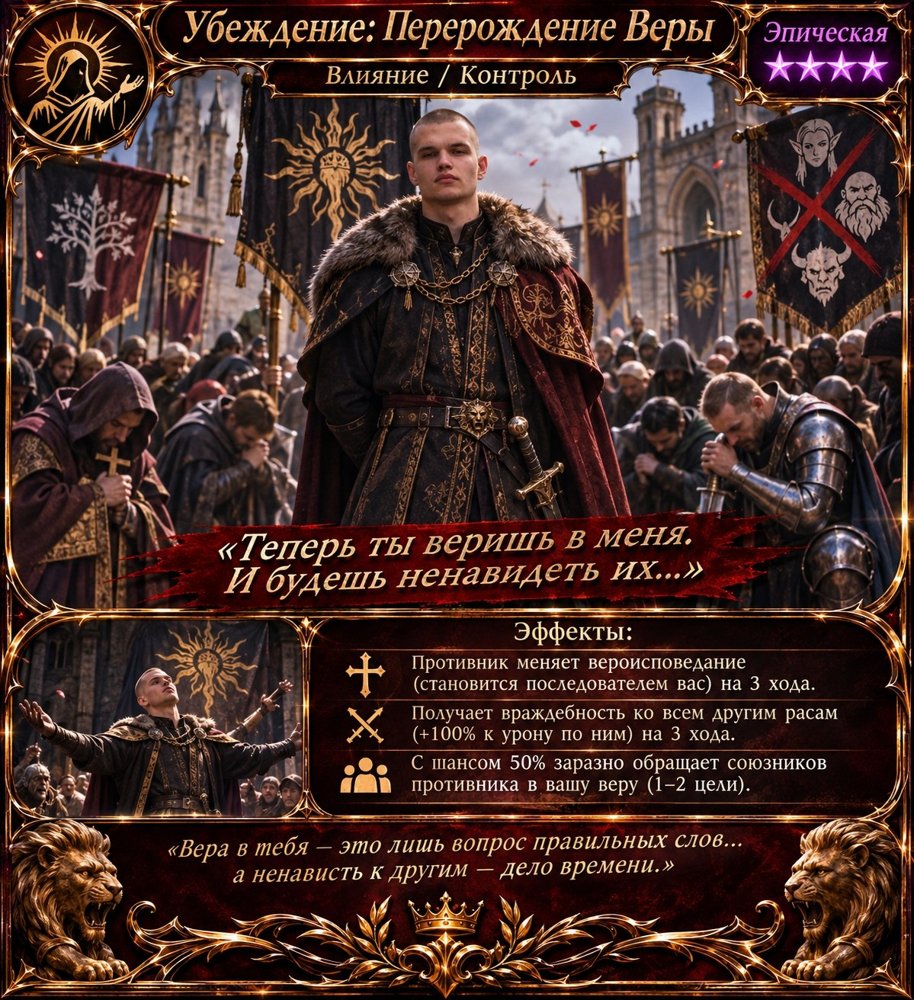 Убеждение: Перерождение Веры
Эпическая
Влияние / Контроль
«Теперь ты веришь в меня.
И будешь ненавидеть их...»
Эффекты:
Противник меняет вероисповедание
(становится последователем вас) на 3 хода.
Получает враждебность ко всем другим расам
(+100% к урону по ним) на 3 хода.
С шансом 50% заразно обращает союзников
противника в вашу веру (1–2 цели).
«Вера в тебя — это лишь вопрос правильных слов...
а ненависть к другим — дело времени.»